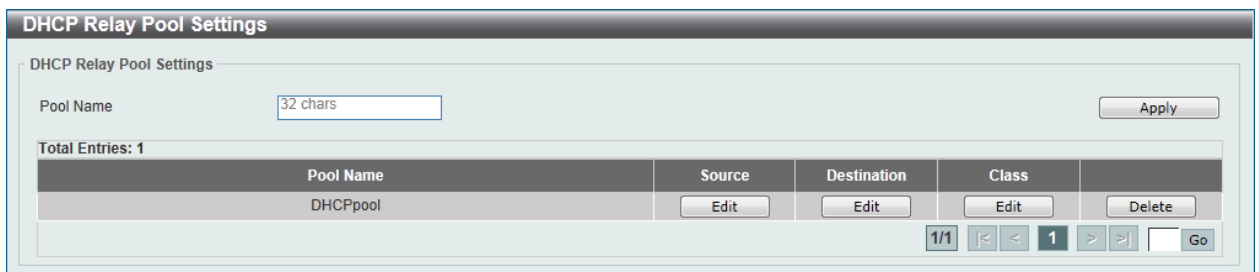 DHCP Relay Pool Settings
DHCP Relay Pool Settings
Pool Name 32 chars Apply
Total Entries: 1
Pool Name Source Destination Class
DHCPpool Edit Edit Edit Delete
1/1 |< < 1 > >| Go